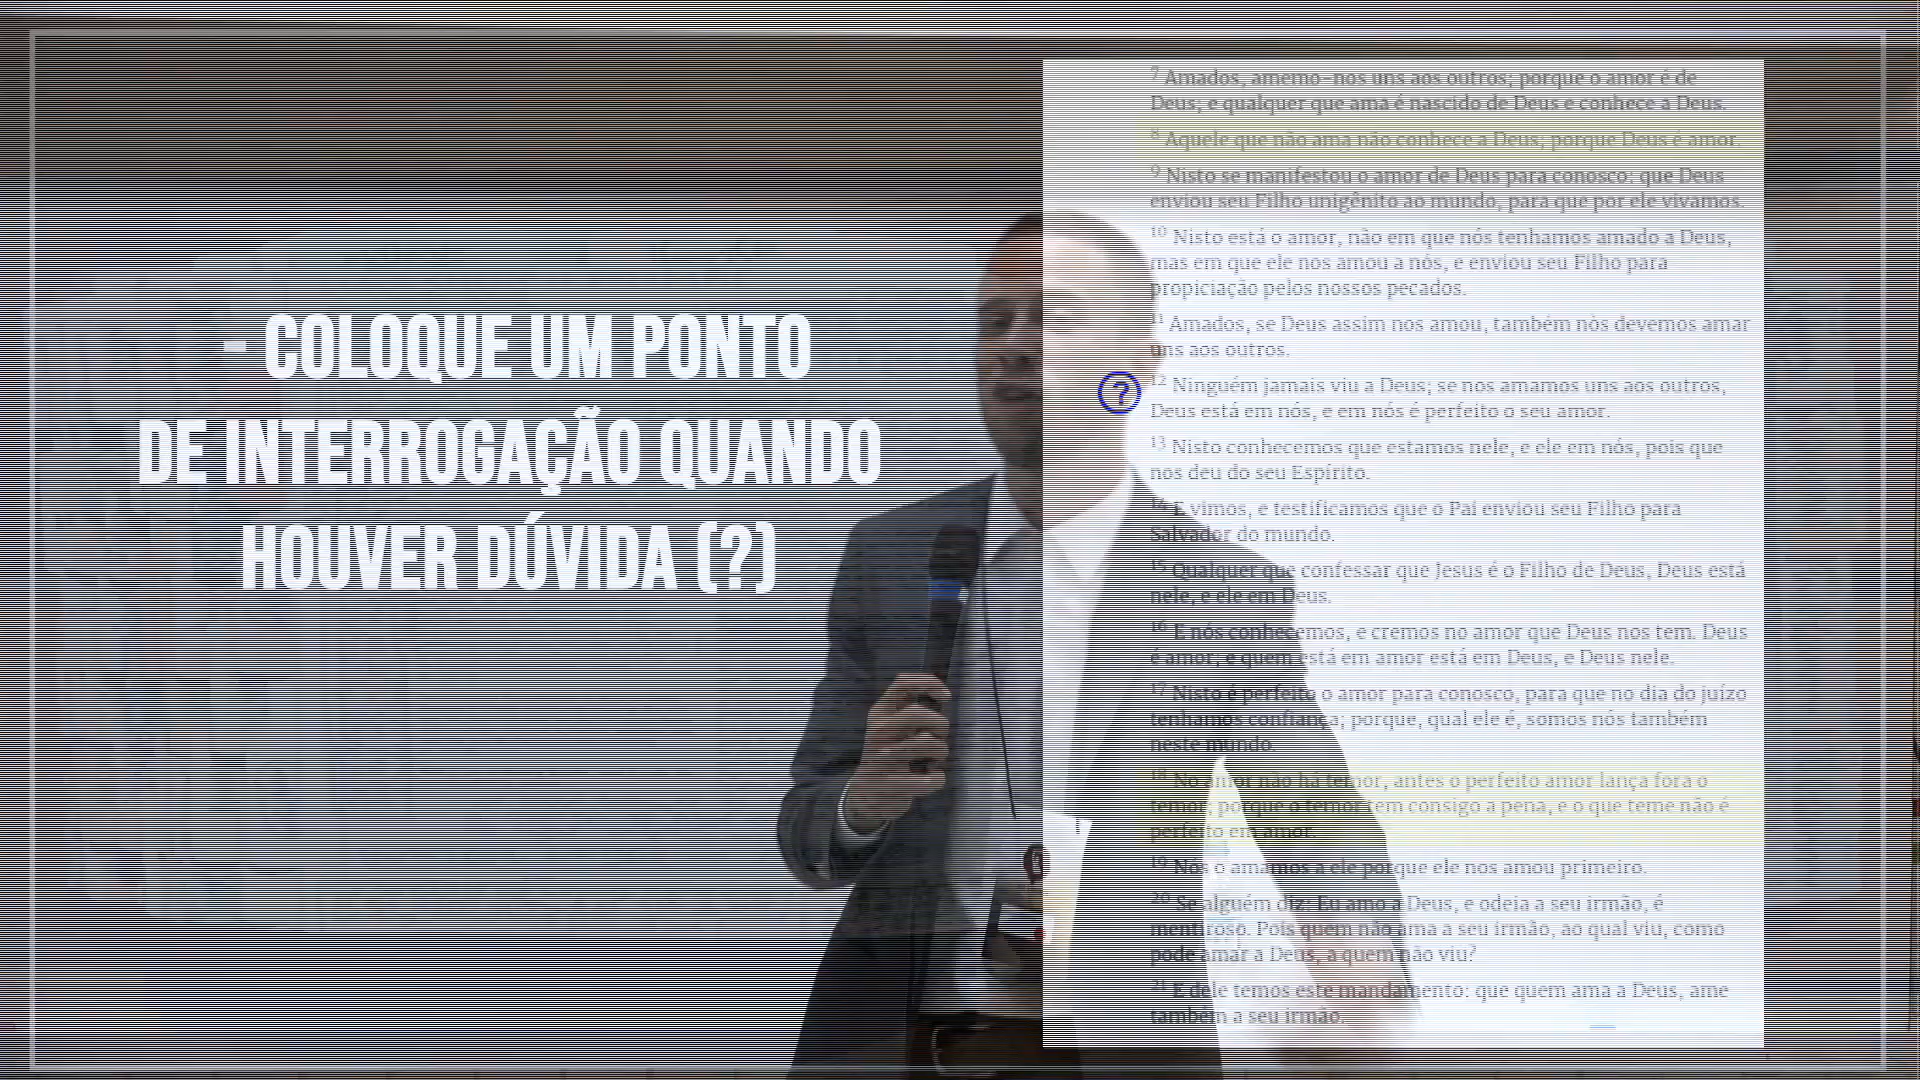 - COLOQUE UM PONTO
DE INTERROGAÇÃO QUANDO
HOUVER DÚVIDA (?)
7 Amados, amemo-nos uns aos outros; porque o amor é de
Deus; e qualquer que ama é nascido de Deus e conhece a Deus.
8 Aquele que não ama não conhece a Deus; porque Deus é amor.
9 Nisto se manifestou o amor de Deus para conosco: que Deus
enviou seu Filho unigênito ao mundo, para que por ele vivamos.
10 Nisto está o amor, não em que nós tenhamos amado a Deus,
mas em que ele nos amou a nós, e enviou seu Filho para
propiciação pelos nossos pecados.
11 Amados, se Deus assim nos amou, também nós devemos amar
uns aos outros.
?
12 Ninguém jamais viu a Deus; se nos amamos uns aos outros,
Deus está em nós, e em nós é perfeito o seu amor.
13 Nisto conhecemos que estamos nele, e ele em nós, pois que
nos deu do seu Espírito.
14 E vimos, e testificamos que o Pai enviou seu Filho para
Salvador do mundo.
15 Qualquer que confessar que Jesus é o Filho de Deus, Deus está
nele, e ele em Deus.
16 E nós conhecemos, e cremos no amor que Deus nos tem. Deus
é amor; e quem está em amor está em Deus, e Deus nele.
17 Nisto é perfeito o amor para conosco, para que no dia do juízo
tenhamos confiança; porque, qual ele é, somos nós também
neste mundo.
18 No amor não há temor, antes o perfeito amor lança fora o
temor; porque o temor tem consigo a pena, e o que teme não é
perfeito em amor.
19 Nós o amamos a ele porque ele nos amou primeiro.
20 Se alguém diz: Eu amo a Deus, e odeia a seu irmão, é
mentiroso. Pois quem não ama a seu irmão, ao qual viu, como
pode amar a Deus, a quem não viu?
21 E dele temos este mandamento: que quem ama a Deus, ame
também a seu irmão.